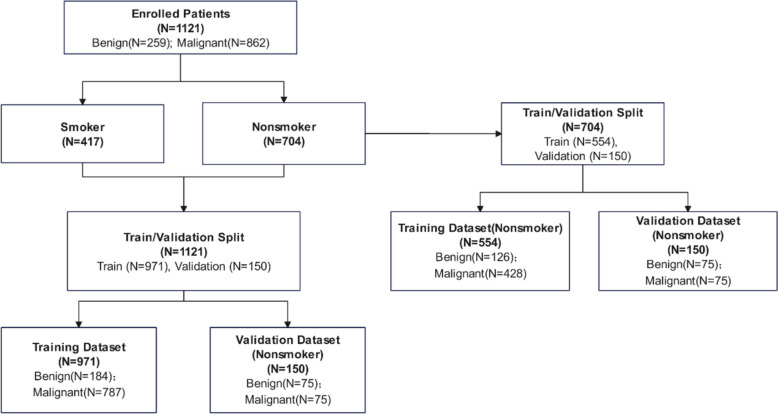 Enrolled Patients
(N=1121)
Benign(N=259); Malignant(N=862)
Smoker
(N=417)
Nonsmoker
(N=704)
Train/Validation Split
(N=704)
Train (N=554),
Validation (N=150)
Train/Validation Split
(N=1121)
Train (N=971), Validation (N=150)
Training Dataset(Nonsmoker)
(N=554)
Benign(N=126);
Malignant(N=428)
Validation Dataset
(Nonsmoker)
(N=150)
Benign(N=75);
Malignant(N=75)
Training Dataset
(N=971)
Benign(N=184);
Malignant(N=787)
Validation Dataset
(Nonsmoker)
(N=150)
Benign(N=75);
Malignant(N=75)